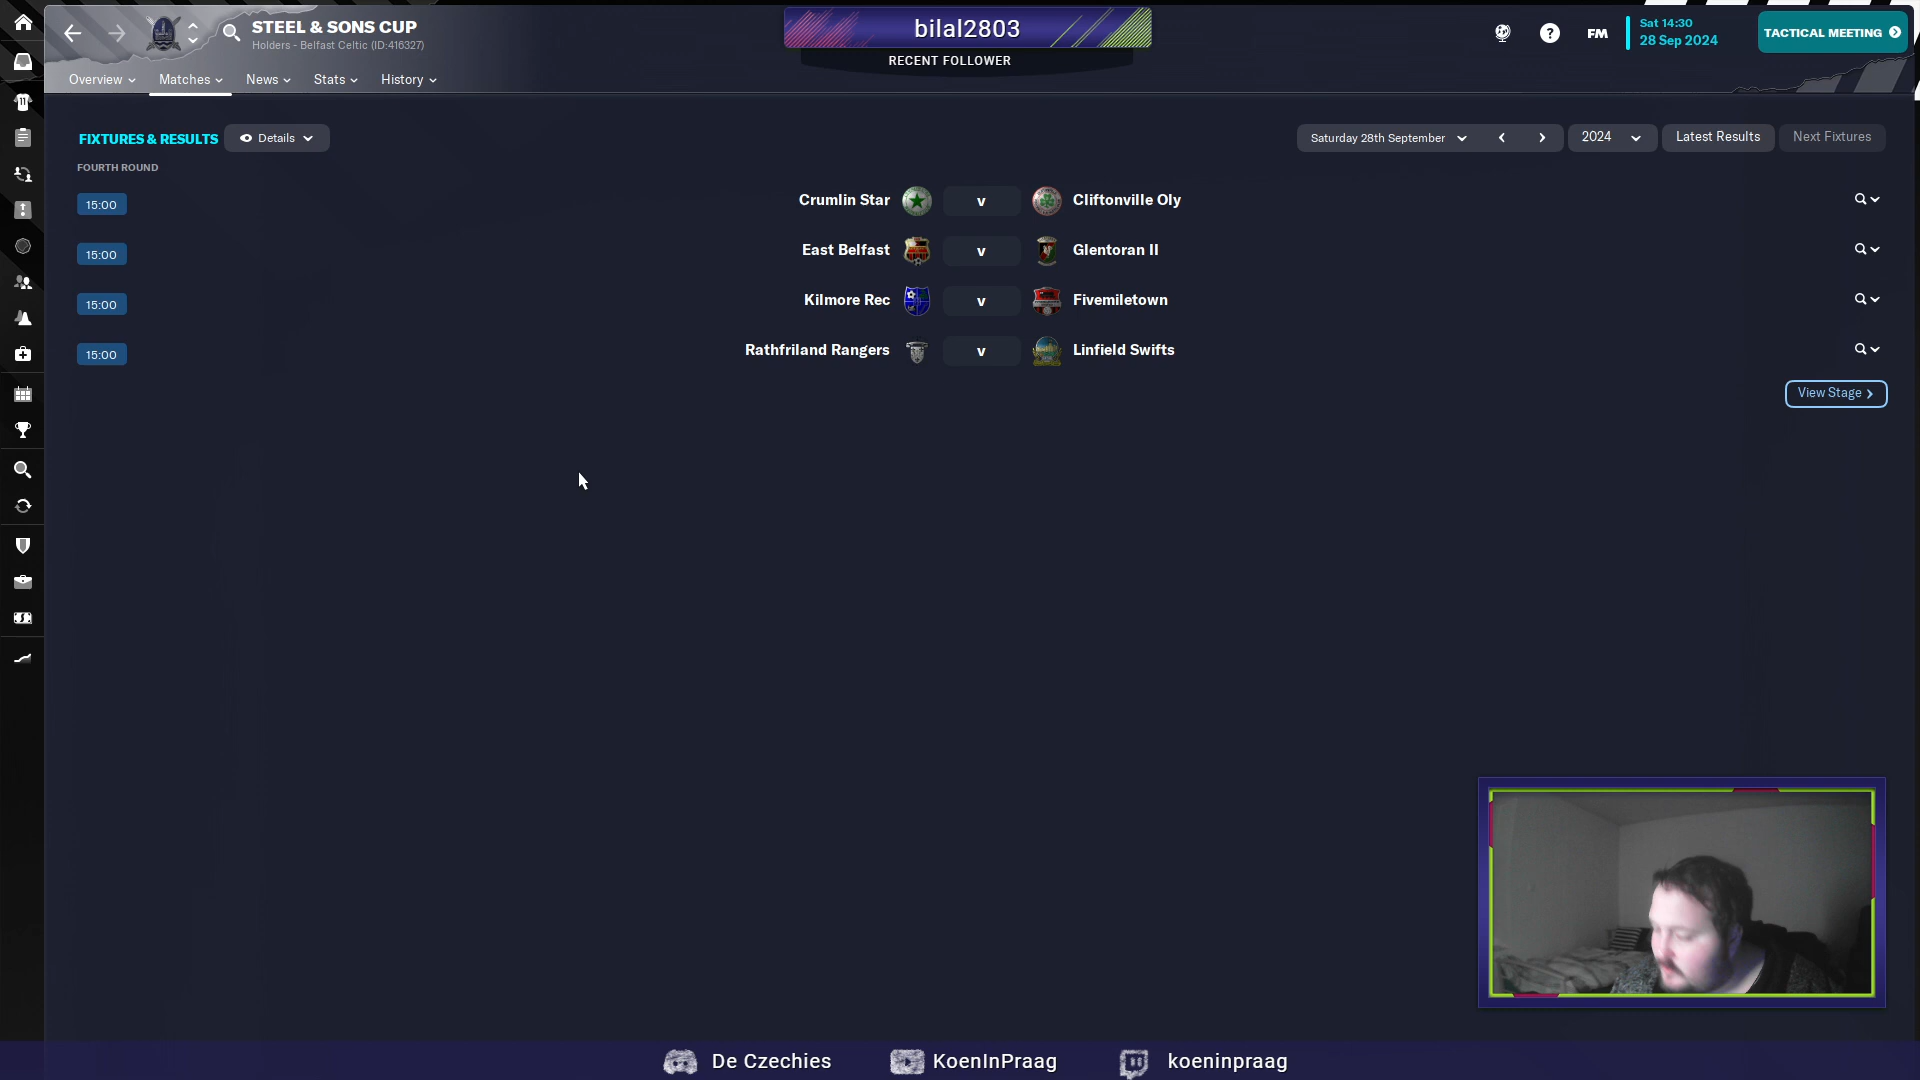 STEEL & SONS CUP
Holders - Belfast Celtic (ID:416327)
bilal2803
RECENT FOLLOWER
FM
Sat 14:30
28 Sep 2024
TACTICAL MEETING
Overview
Matches
News
Stats
History
FIXTURES & RESULTS
Details
Saturday 28th September
2024
Latest Results
Next Fixtures
FOURTH ROUND
15:00 Crumlin Star v Cliftonville Oly
15:00 East Belfast v Glentoran II
15:00 Kilmore Rec v Fivemiletown
15:00 Rathfriland Rangers v Linfield Swifts
View Stage
De Czechies
KoenInPraag
koeninpraag